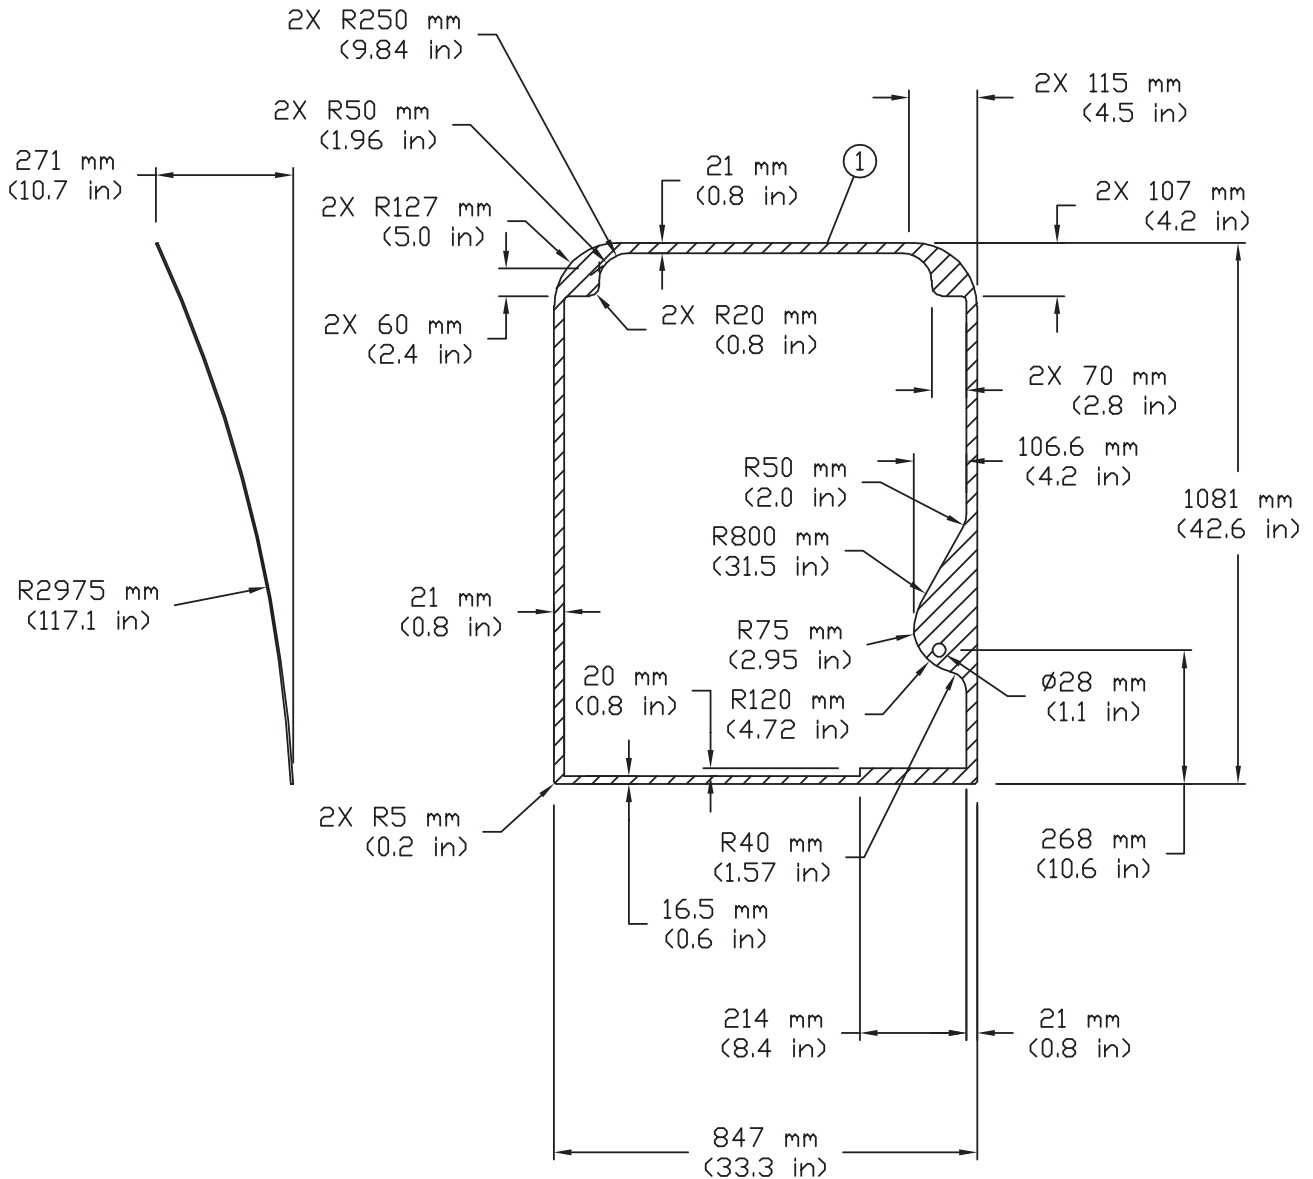 2X R250 mm
(9.84 in)
2X R50 mm
(1.96 in)
2X 115 mm
(4.5 in)
271 mm
(10.7 in)
21 mm
(0.8 in)
1
2X 107 mm
(4.2 in)
2X R127 mm
(5.0 in)
2X 60 mm
(2.4 in)
2X R20 mm
(0.8 in)
2X 70 mm
(2.8 in)
106.6 mm
(4.2 in)
R50 mm
(2.0 in)
1081 mm
(42.6 in)
R800 mm
(31.5 in)
R2975 mm
(117.1 in)
21 mm
(0.8 in)
R75 mm
(2.95 in)
20 mm
(0.8 in)
R120 mm
(4.72 in)
Ø28 mm
(1.1 in)
2X R5 mm
(0.2 in)
R40 mm
(1.57 in)
268 mm
(10.6 in)
16.5 mm
(0.6 in)
214 mm
(8.4 in)
21 mm
(0.8 in)
847 mm
(33.3 in)